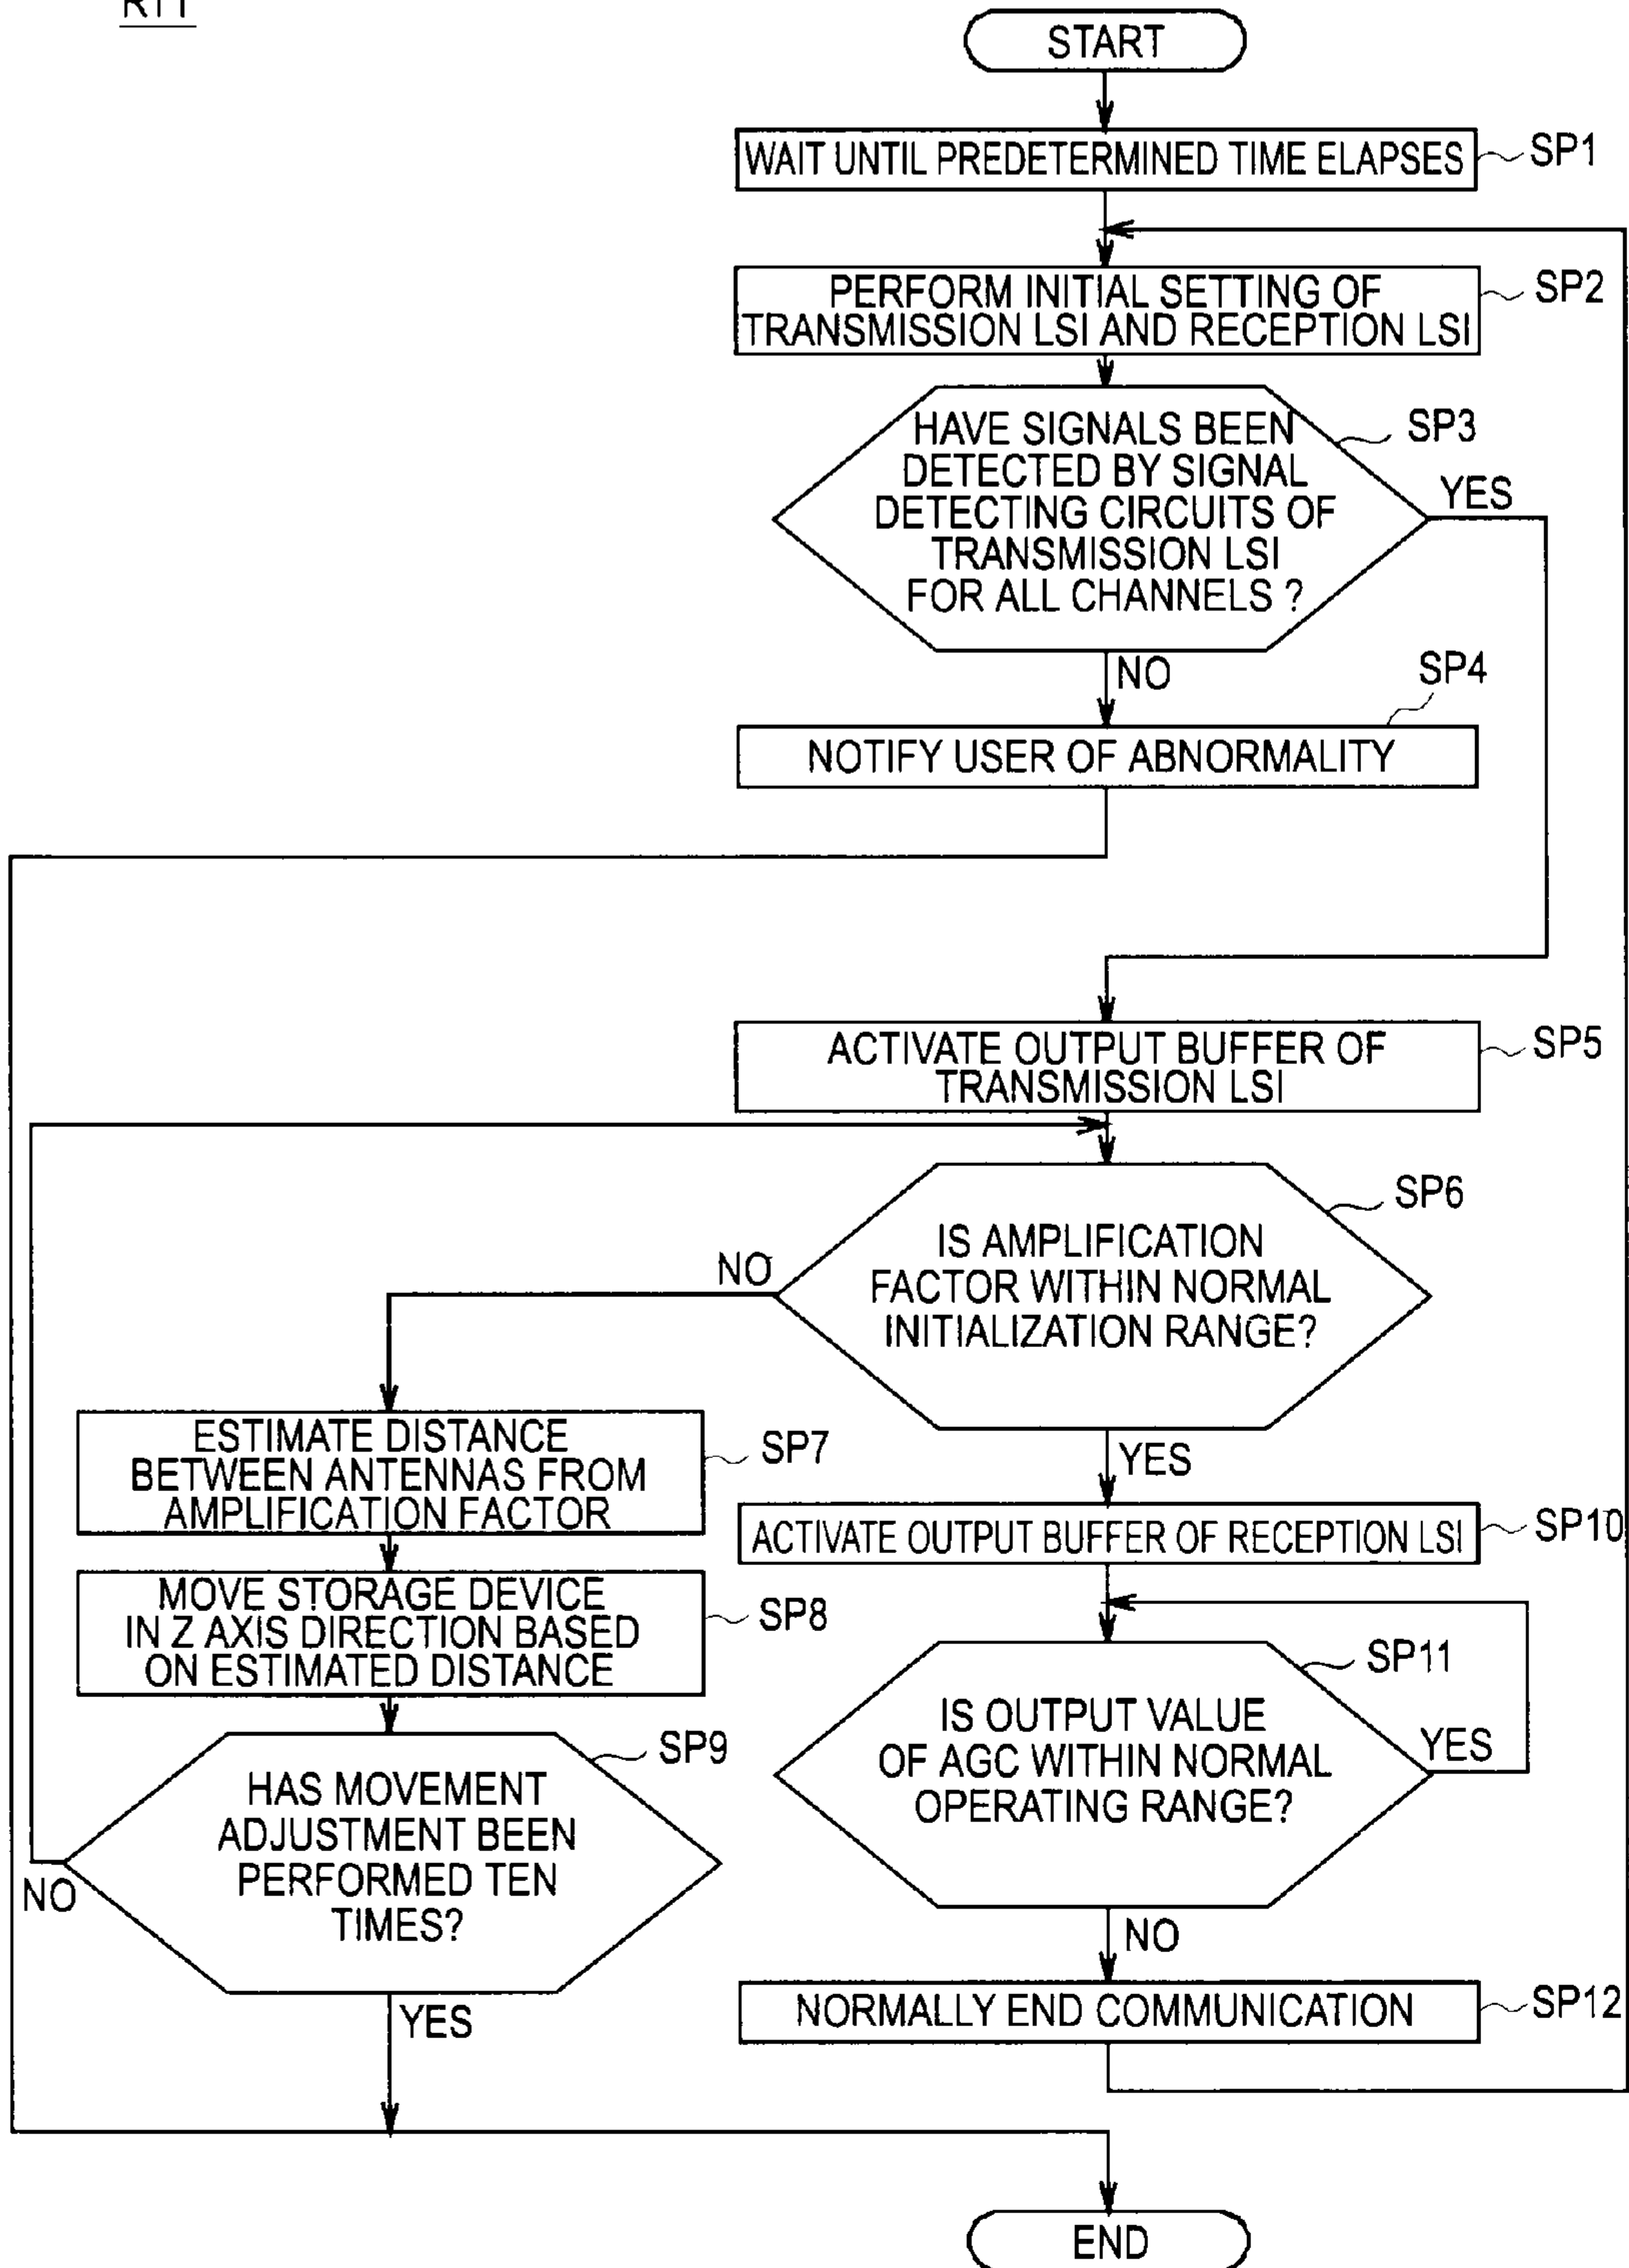 START
WAIT UNTIL PREDETERMINED TIME ELAPSES
SP1
PERFORM INITIAL SETTING OF
TRANSMISSION LSI AND RECEPTION LSI
SP2
HAVE SIGNALS BEEN
DETECTED BY SIGNAL
DETECTING CIRCUITS OF
TRANSMISSION LSI
FOR ALL CHANNELS ?
SP3
YES
NO
SP4
NOTIFY USER OF ABNORMALITY
ACTIVATE OUTPUT BUFFER OF
TRANSMISSION LSI
SP5
IS AMPLIFICATION
FACTOR WITHIN NORMAL
INITIALIZATION RANGE?
SP6
NO
YES
ESTIMATE DISTANCE
BETWEEN ANTENNAS FROM
AMPLIFICATION FACTOR
SP7
MOVE STORAGE DEVICE
IN Z AXIS DIRECTION BASED
ON ESTIMATED DISTANCE
SP8
HAS MOVEMENT
ADJUSTMENT BEEN
PERFORMED TEN
TIMES?
SP9
NO
YES
ACTIVATE OUTPUT BUFFER OF RECEPTION LSI
SP10
IS OUTPUT VALUE
OF AGC WITHIN NORMAL
OPERATING RANGE?
SP11
YES
NO
NORMALLY END COMMUNICATION
SP12
END